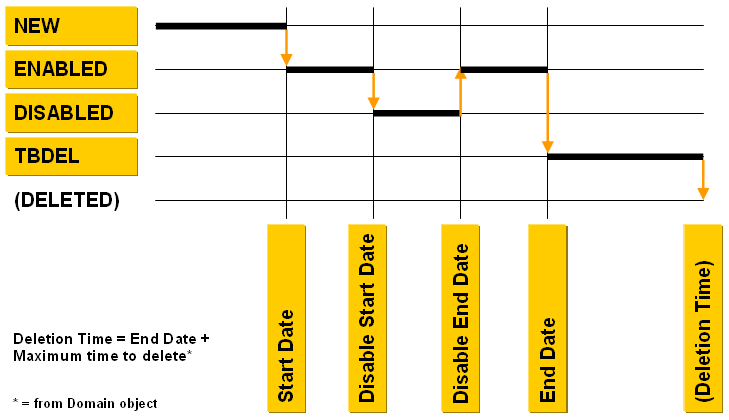 NEW
ENABLED
DISABLED
TBDEL
(DELETED)
Start Date
Disable Start Date
Disable End Date
End Date
(Deletion Time)
Deletion Time = End Date +
Maximum time to delete*
* = from Domain object